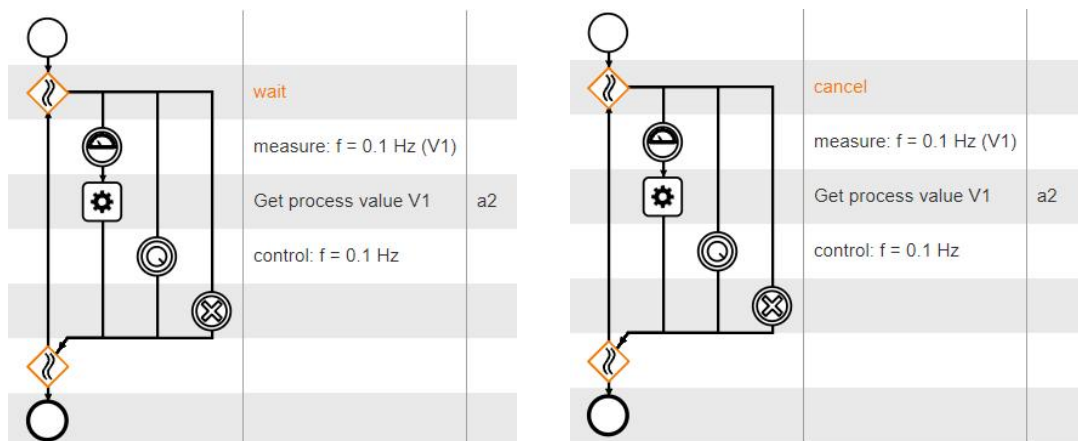 wait
measure: f = 0.1 Hz (V1)
Get process value V1 a2
control: f = 0.1 Hz
cancel
measure: f = 0.1 Hz (V1)
Get process value V1 a2
control: f = 0.1 Hz